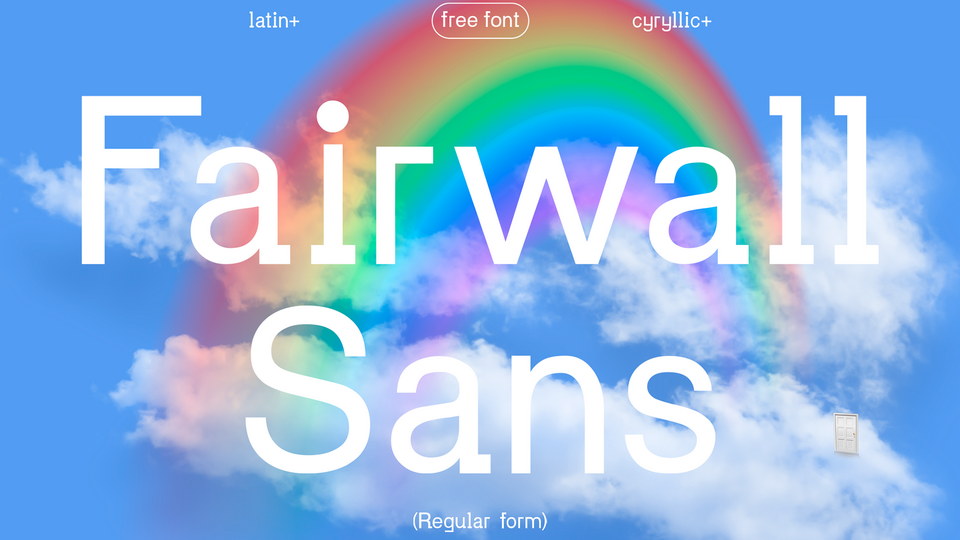 latin+
free font
cyryllic+
Fairwall
Sans
(Regular form)